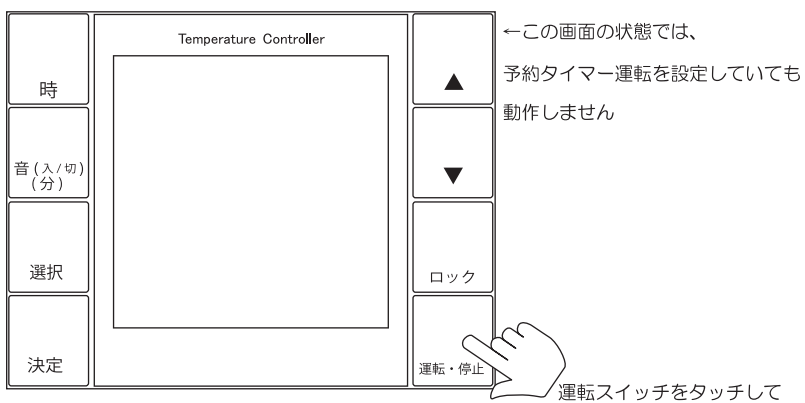 Temperature Controller
時
音(入/切)
(分)
選択
決定
▲
▼
ロック
運転・停止
←この画面の状態では、
予約タイマー運転を設定していても
動作しません
運転スイッチをタッチして